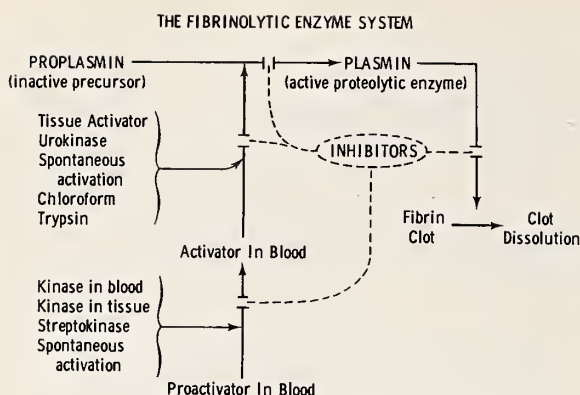 THE FIBRINOLYTIC ENZYME SYSTEM
PROPLASMIN
(inactive precursor)
PLASMIN
(active proteolytic enzyme)
Tissue Activator
Urokinase
Spontaneous
activation
Chloroform
Trypsin
INHIBITORS
Fibrin
Clot
Clot
Dissolution
Activator In Blood
Kinase in blood
Kinase in tissue
Streptokinase
Spontaneous
activation
Proactivator In Blood